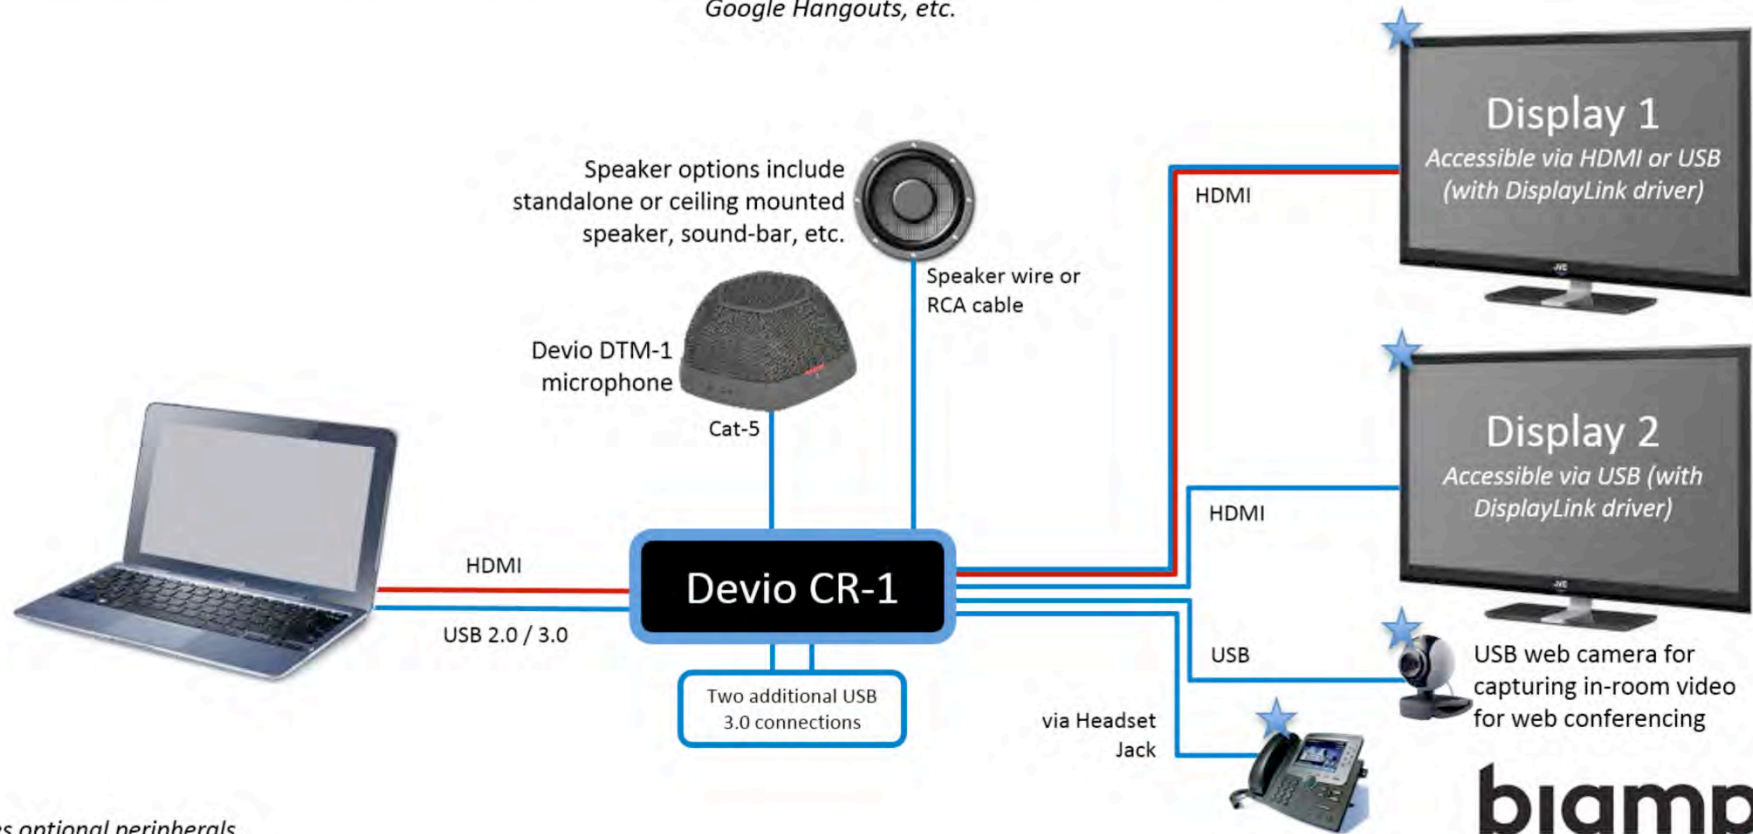 Google Hangouts, etc.
Display 1
Accessible via HDMI or USB
(with DisplayLink driver)
HDMI
Speaker options include
standalone or ceiling mounted
speaker, sound-bar, etc.
Speaker wire or
RCA cable
Devio DTM-1
microphone
Cat-5
Display 2
Accessible via USB (with
DisplayLink driver)
HDMI
HDMI
Devio CR-1
USB 2.0 / 3.0
Two additional USB
3.0 connections
USB
USB web camera for
capturing in-room video
for web conferencing
via Headset
Jack
biamp
optional peripherals
JVC
JVC